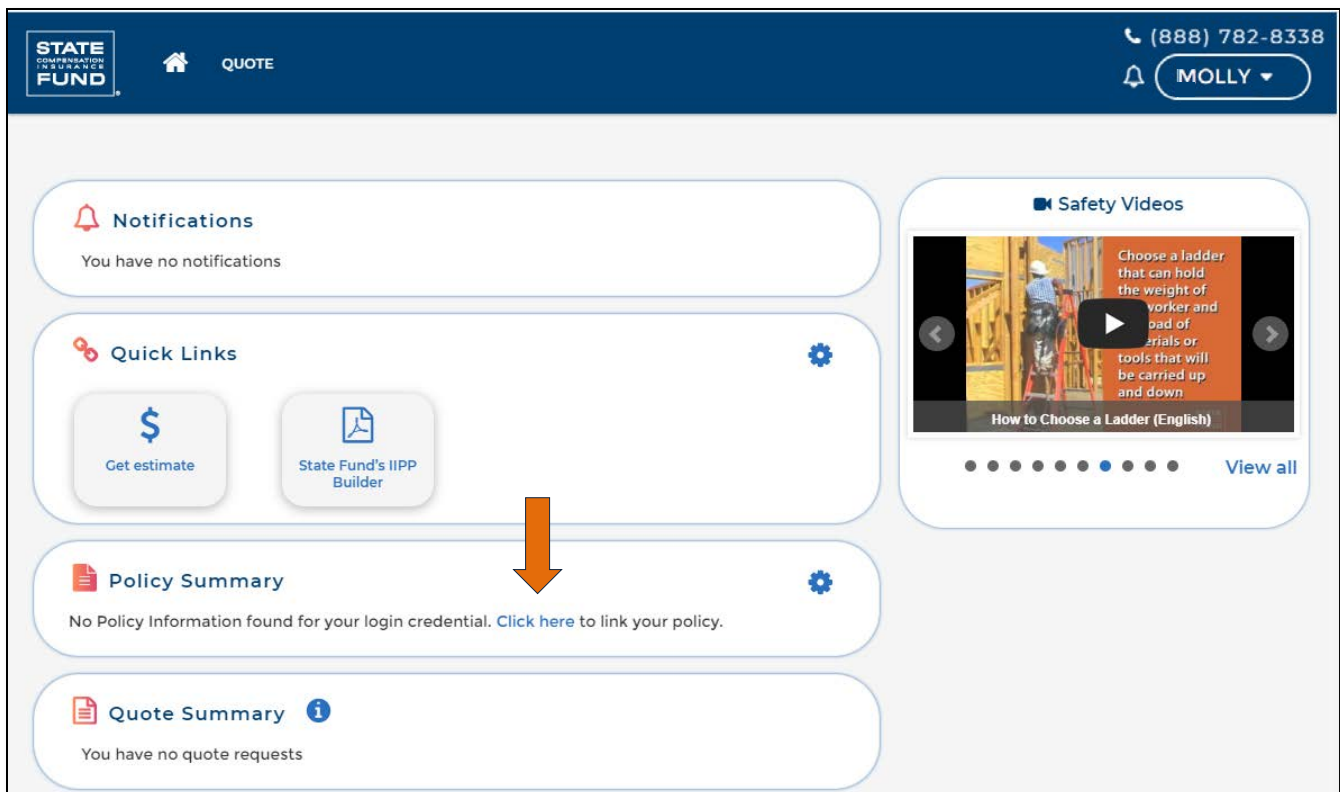 STATE
COMPENSATION
INSURANCE
FUND
QUOTE
(888) 782-8338
MOLLY
Notifications
You have no notifications
Quick Links
Get estimate
State Fund's IIPP
Builder
Policy Summary
No Policy Information found for your login credential. Click here to link your policy.
Quote Summary
You have no quote requests
Safety Videos
Choose a ladder
that can hold
the weight of
worker and
of
or
tools that will
be carried up
and down
How to Choose a Ladder (English)
View all